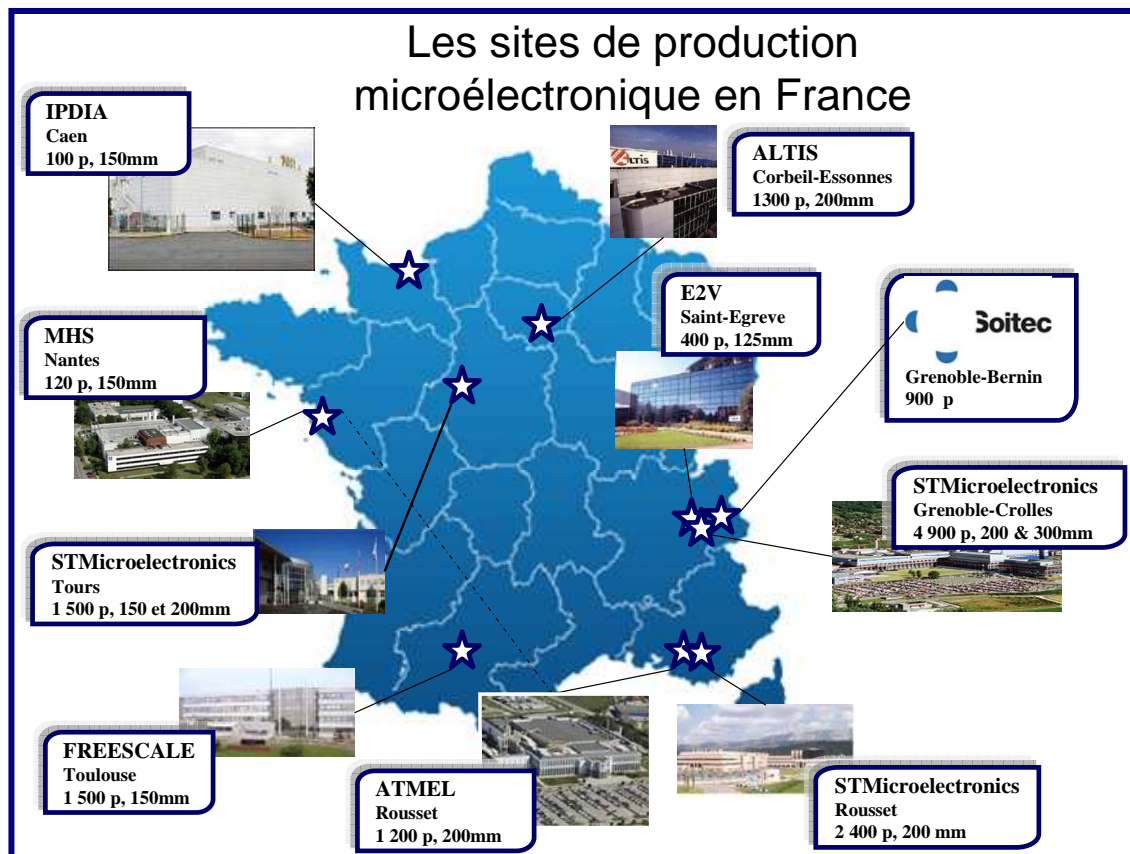 Les sites de production
microélectronique en France
IPDIA
Caen
100 p, 150mm
ALTIS
Corbeil-Essonnes
1300 p, 200mm
E2V
Saint-Egreve
400 p, 125mm
Soitec
Grenoble-Bernin
900 p
MHS
Nantes
120 p, 150mm
STMicroelectronics
Grenoble-Crolles
4 900 p, 200 & 300mm
STMicroelectronics
Tours
1 500 p, 150 et 200mm
FREESCALE
Toulouse
1 500 p, 150mm
ATMEL
Rousset
1 200 p, 200mm
STMicroelectronics
Rousset
2 400 p, 200 mm